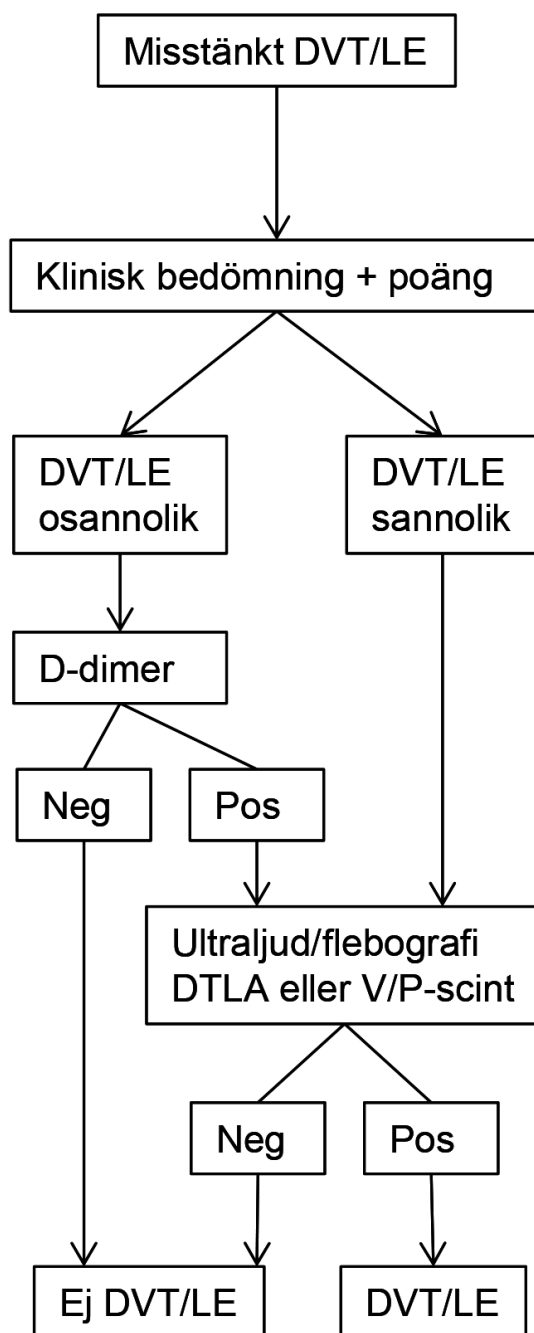 Misstänkt DVT/LE
Klinisk bedömning + poäng
DVT/LE
osannolik
DVT/LE
sannolik
D-dimer
Neg
Pos
Ultraljud/flebografi
DTLA eller V/P-scint
Neg
Pos
Ej DVT/LE
DVT/LE